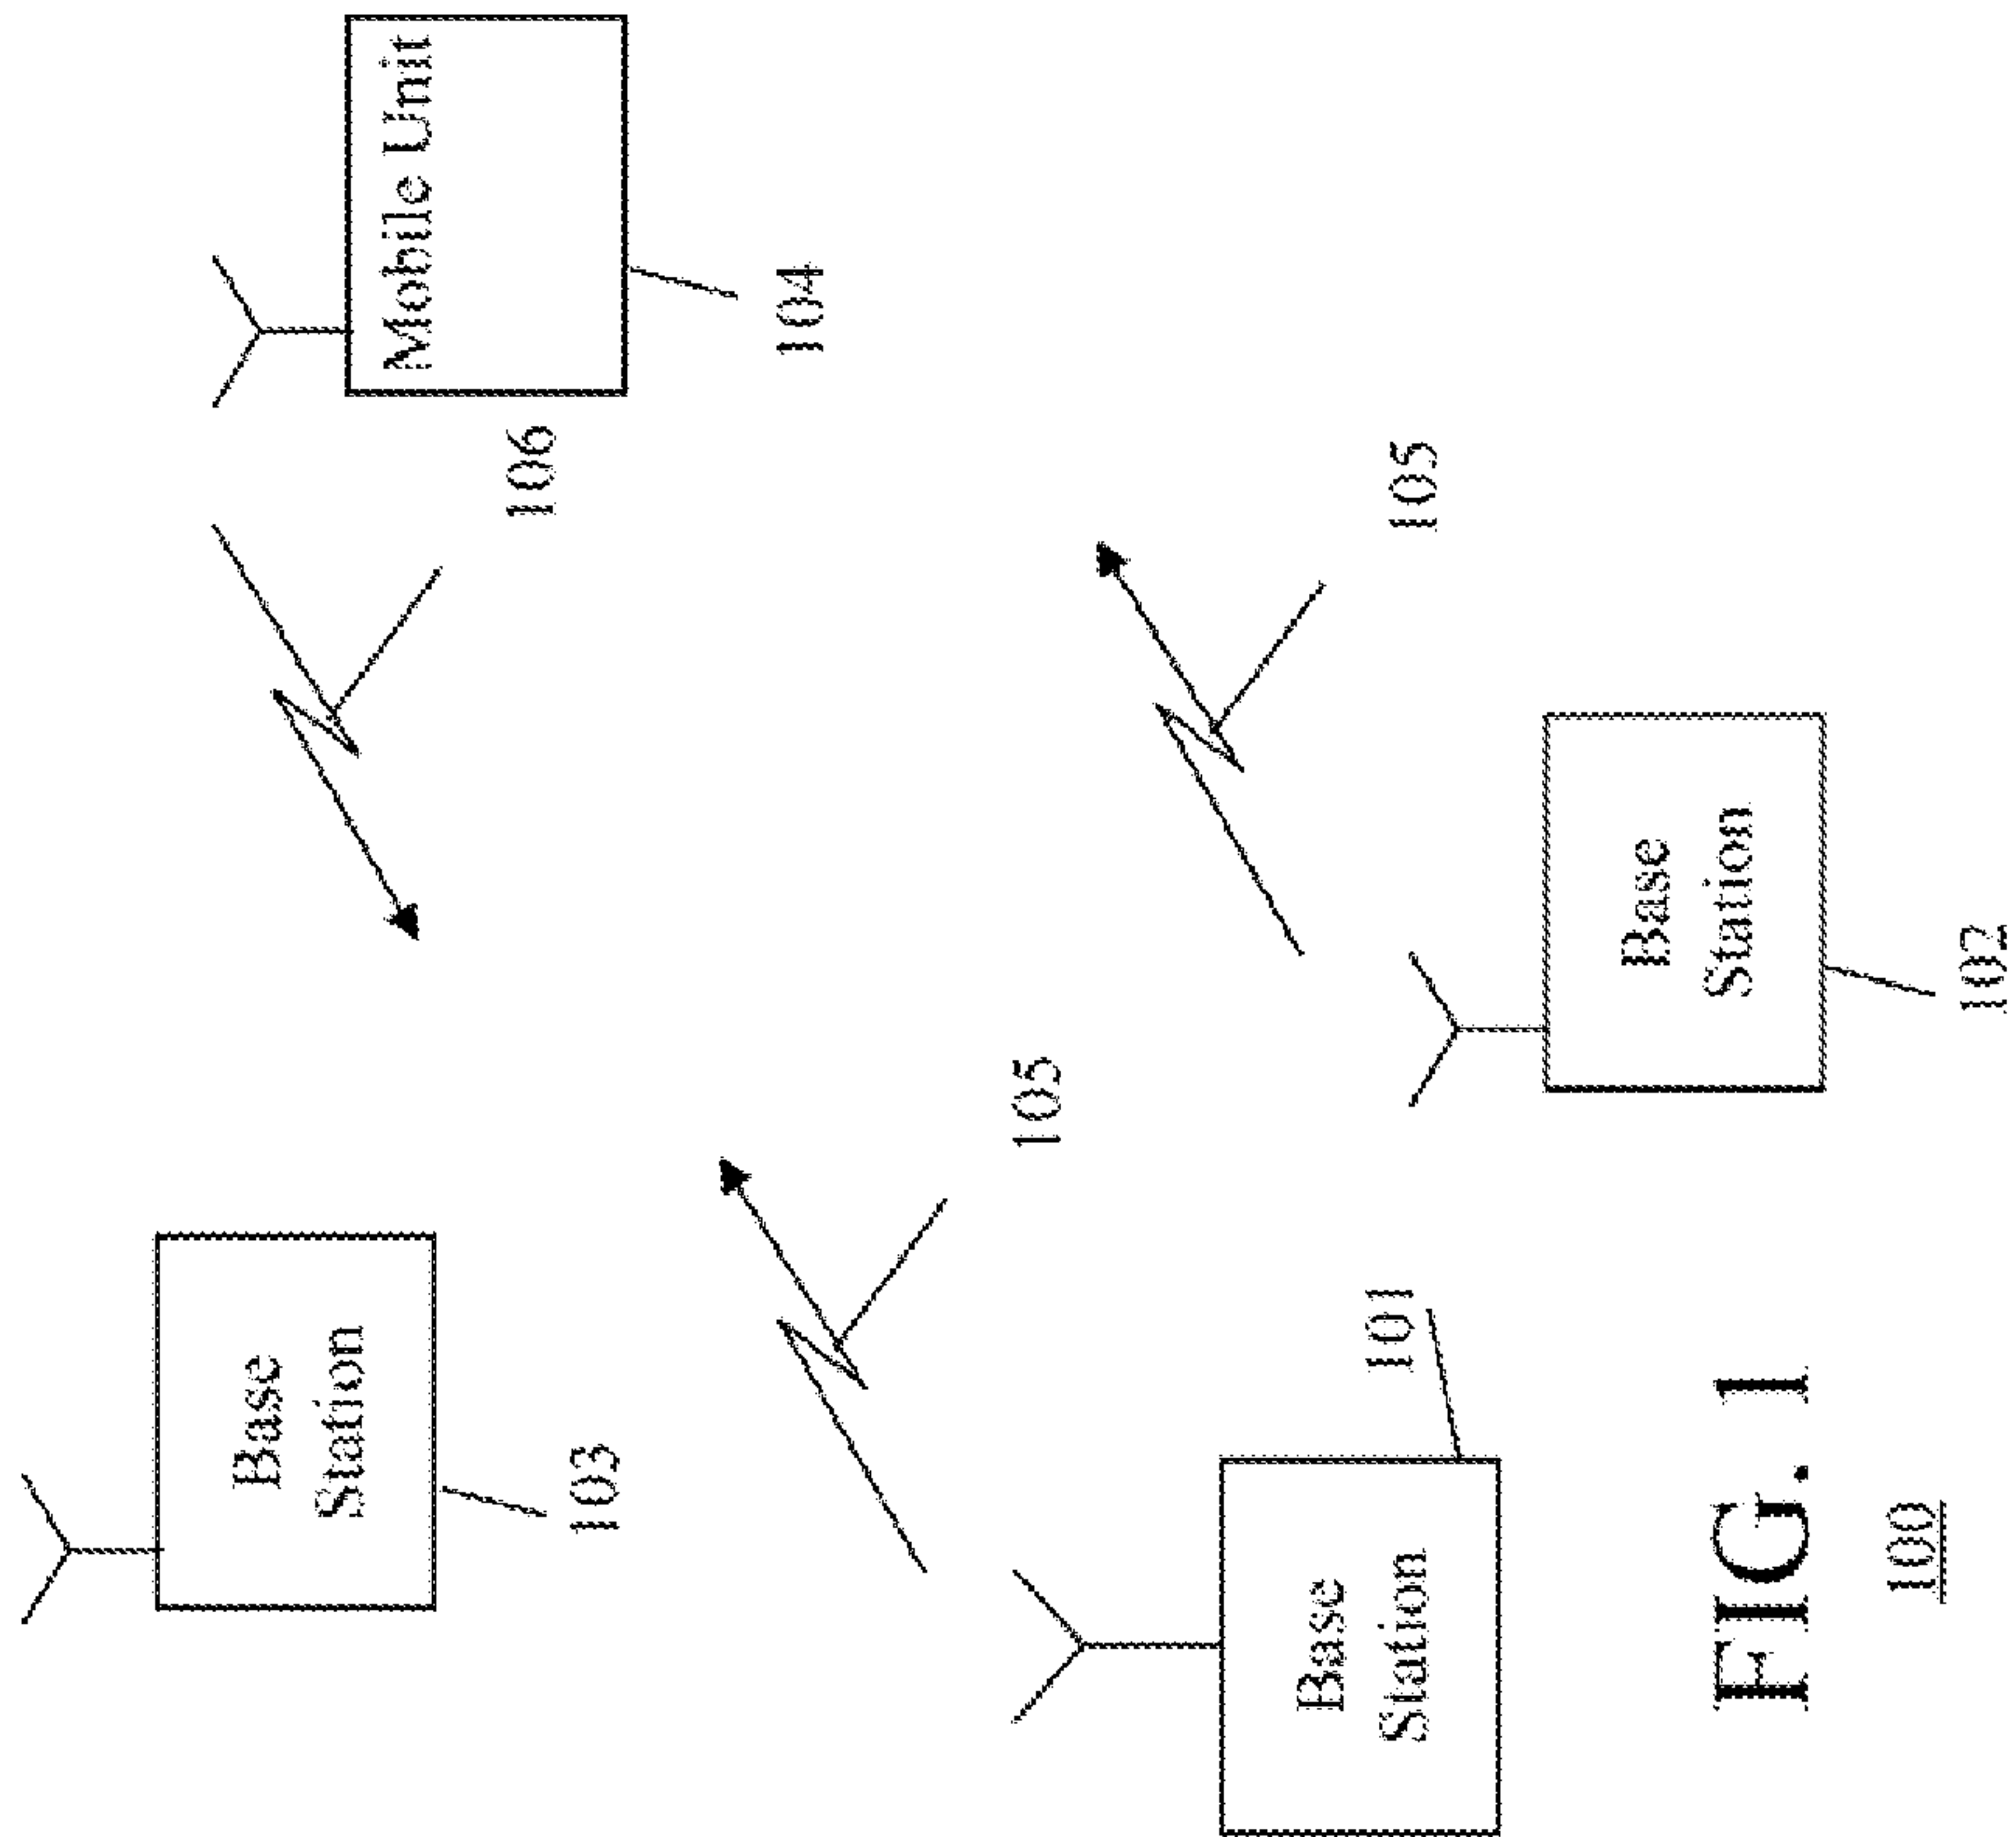 Base
Station
103
Mobile Unit
106
104
105
Base
Station
101
105
Base
Station
102
FIG. 1
100